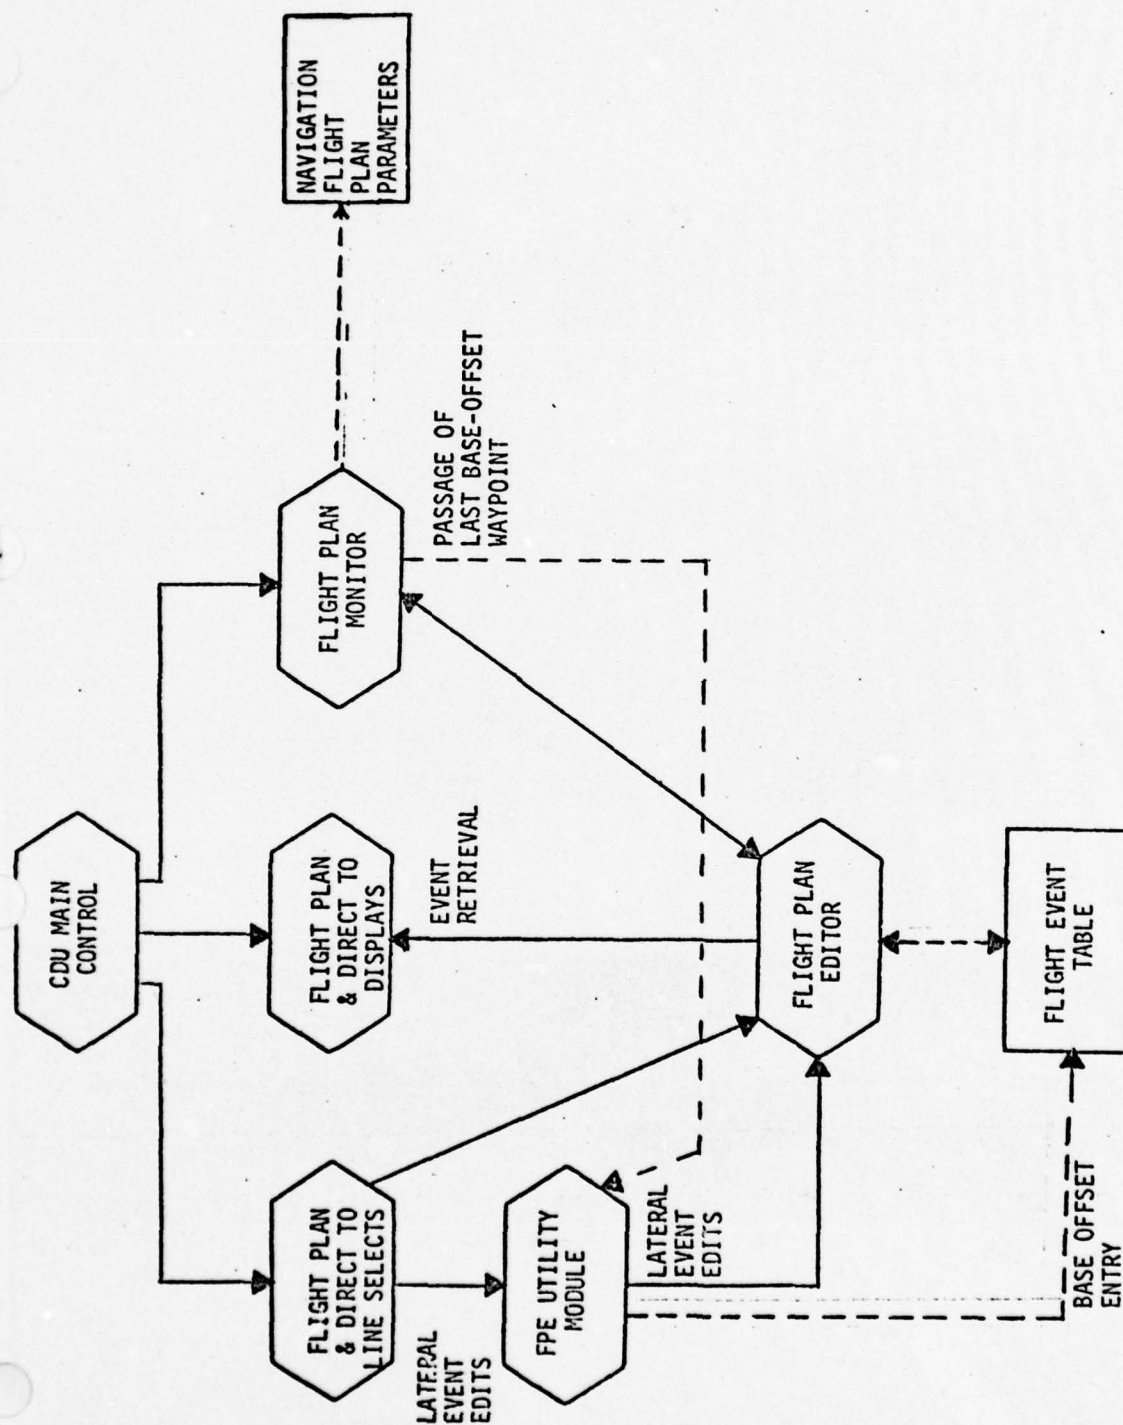 CDU MAIN
CONTROL
FLIGHT PLAN
& DIRECT TO
LINE SELECTS
FLIGHT PLAN
& DIRECT TO
DISPLAYS
FLIGHT PLAN
MONITOR
NAVIGATION
FLIGHT
PLAN
PARAMETERS
LATERAL
EVENT
EDITS
EVENT
RETRIEVAL
PASSAGE OF
LAST BASE-OFFSET
WAYPOINT
FPE UTILITY
MODULE
LATERAL
EVENT
EDITS
FLIGHT PLAN
EDITOR
BASE OFFSET
ENTRY
FLIGHT EVENT
TABLE